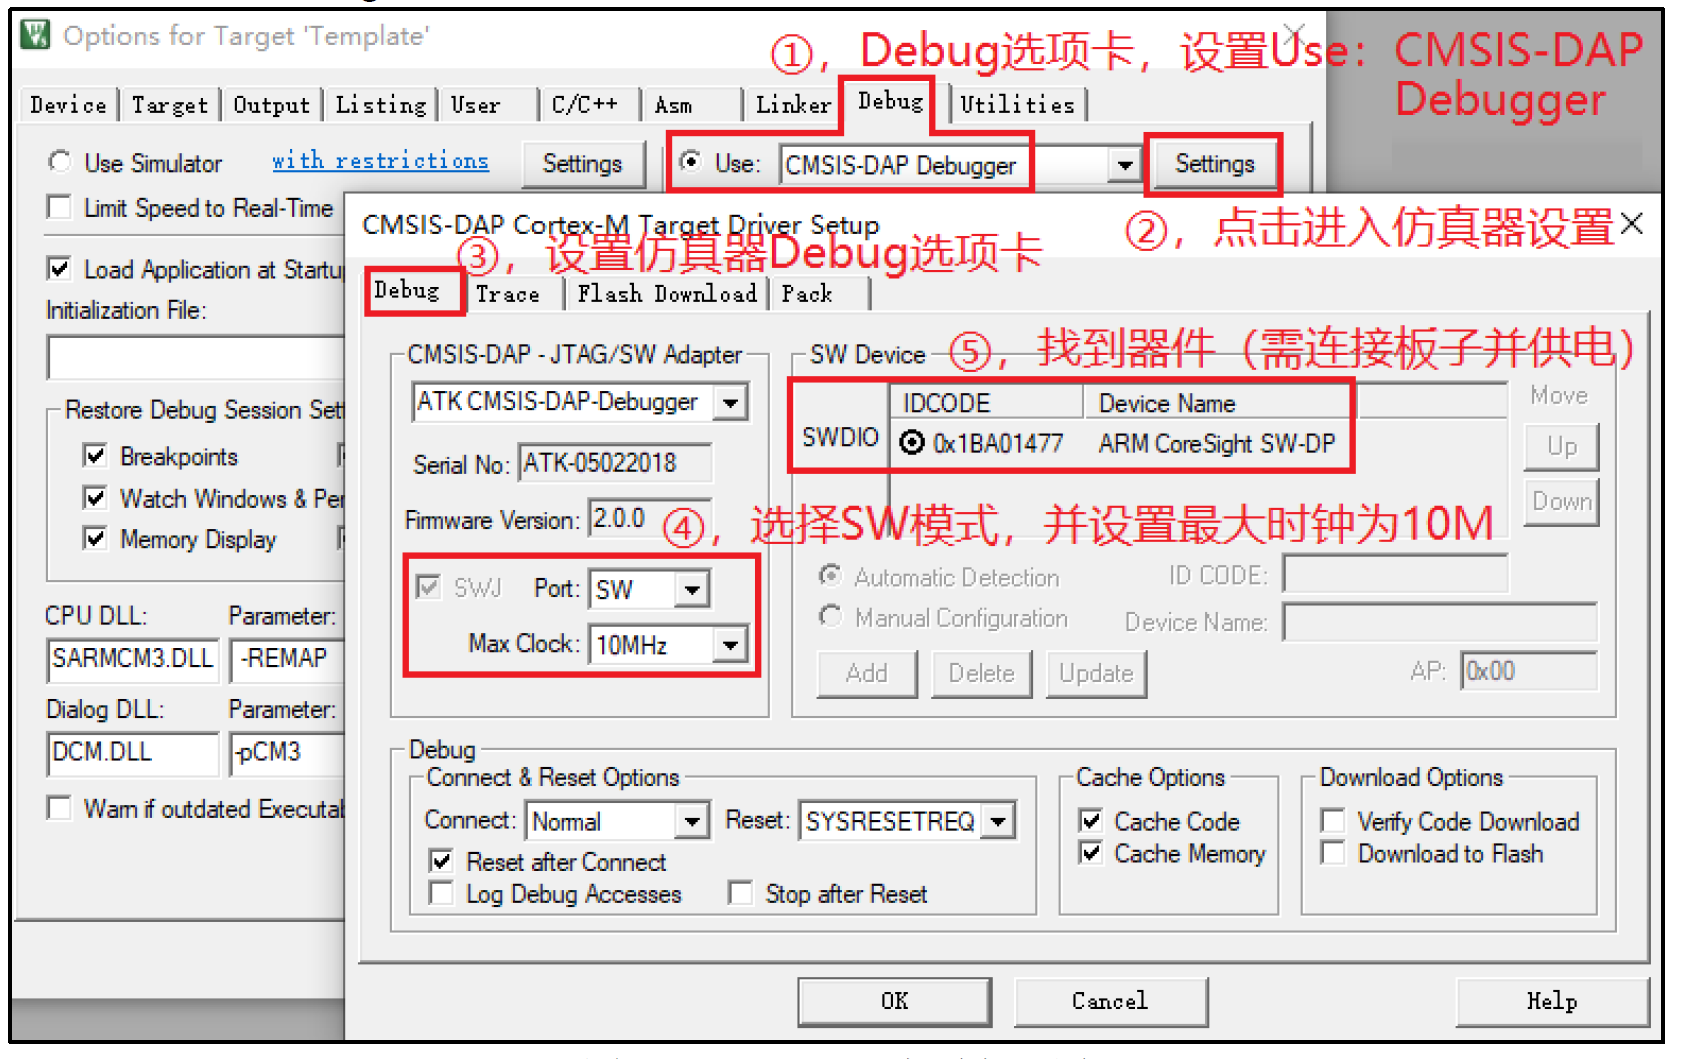 Options for Target 'Template'
①，Debug选项卡，设置Use：CMSIS-DAP
Debugger
Device Target Output Listing User C/C++ Asm Linker Debug Utilities
Use Simulator with restrictions Settings Use: CMSIS-DAP Debugger Settings
Limit Speed to Real-Time
②，点击进入仿真器设置
CMSIS-DAP Cortex-M Target Driver Setup
③，设置仿真器Debug选项卡
Load Application at Startup
Initialization File:
Debug Trace Flash Download Pack
⑤，找到器件（需连接板子并供电）
CMSIS-DAP - JTAG/SW Adapter
SW Device
ATK CMSIS-DAP-Debugger
IDCODE Device Name Move
SWDIO 0x1BA01477 ARM CoreSight SW-DP Up
Serial No: ATK-05022018
Down
Firmware Version: 2.0.0
④，选择SW模式，并设置最大时钟为10M
Restore Debug Session Sett
Breakpoints
Watch Windows & Per
Memory Display
SWJ Port: SW
Max Clock: 10MHz
Automatic Detection ID CODE:
Manual Configuration Device Name:
Add Delete Update AP: 0x00
CPU DLL: Parameter:
SARMCM3.DLL -REMAP
Dialog DLL: Parameter:
DCM.DLL -pCM3
Warn if outdated Executab
Debug
Connect & Reset Options
Connect: Normal Reset: SYSRESETREQ
Reset after Connect
Log Debug Accesses Stop after Reset
Cache Options
Cache Code
Cache Memory
Download Options
Verify Code Download
Download to Flash
OK Cancel Help